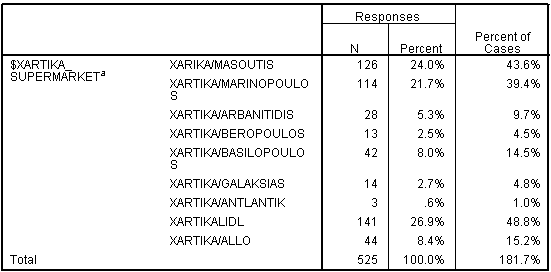 Responses
N Percent Percent of Cases
$XARTIKA_SUPERMARKETa XARIKA/MASOUTIS 126 24.0% 43.6%
XARTIKA/MARINOPOULOS 114 21.7% 39.4%
XARTIKA/ARBANITIDIS 28 5.3% 9.7%
XARTIKA/BEROPOULOS 13 2.5% 4.5%
XARTIKA/BASILOPOULOS 42 8.0% 14.5%
XARTIKA/GALAKSIAS 14 2.7% 4.8%
XARTIKA/ANTLANTIK 3 .6% 1.0%
XARTIKALIDL 141 26.9% 48.8%
XARTIKA/ALLO 44 8.4% 15.2%
Total 525 100.0% 181.7%